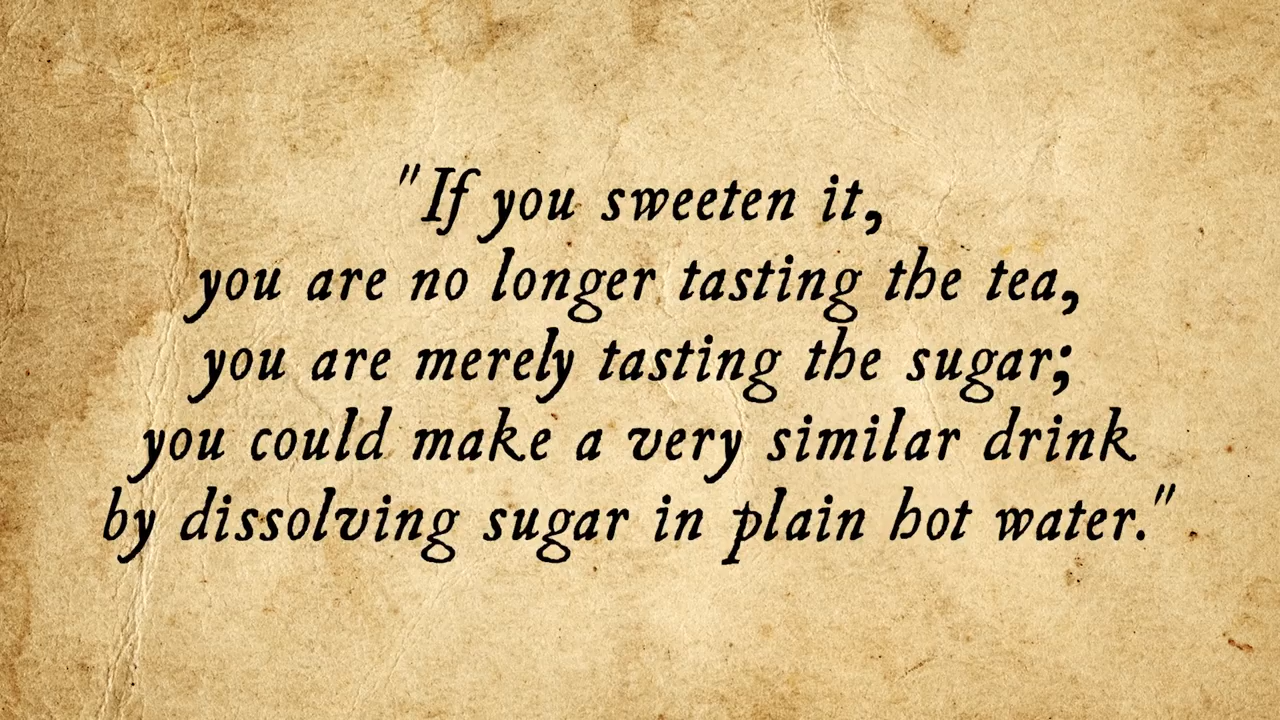 "If you sweeten it,
you are no longer tasting the tea,
you are merely tasting the sugar;
you could make a very similar drink
by dissolving sugar in plain hot water."